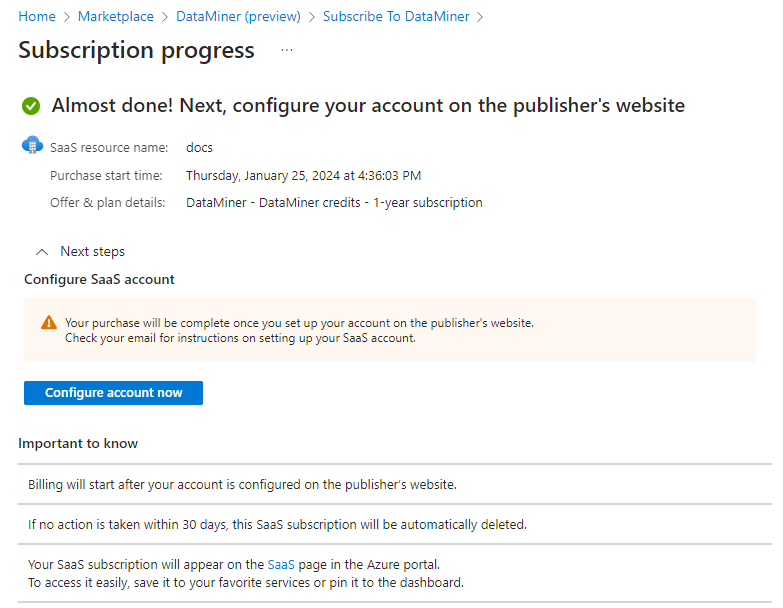 Home > Marketplace > DataMiner (preview) > Subscribe To DataMiner >
Subscription progress ...
Almost done! Next, configure your account on the publisher's website
SaaS resource name: docs
Purchase start time: Thursday, January 25, 2024 at 4:36:03 PM
Offer & plan details: DataMiner - DataMiner credits - 1-year subscription
Next steps
Configure SaaS account
Your purchase will be complete once you set up your account on the publisher's website.
Check your email for instructions on setting up your SaaS account.
Configure account now
Important to know
Billing will start after your account is configured on the publisher's website.
If no action is taken within 30 days, this SaaS subscription will be automatically deleted.
Your SaaS subscription will appear on the SaaS page in the Azure portal.
To access it easily, save it to your favorite services or pin it to the dashboard.